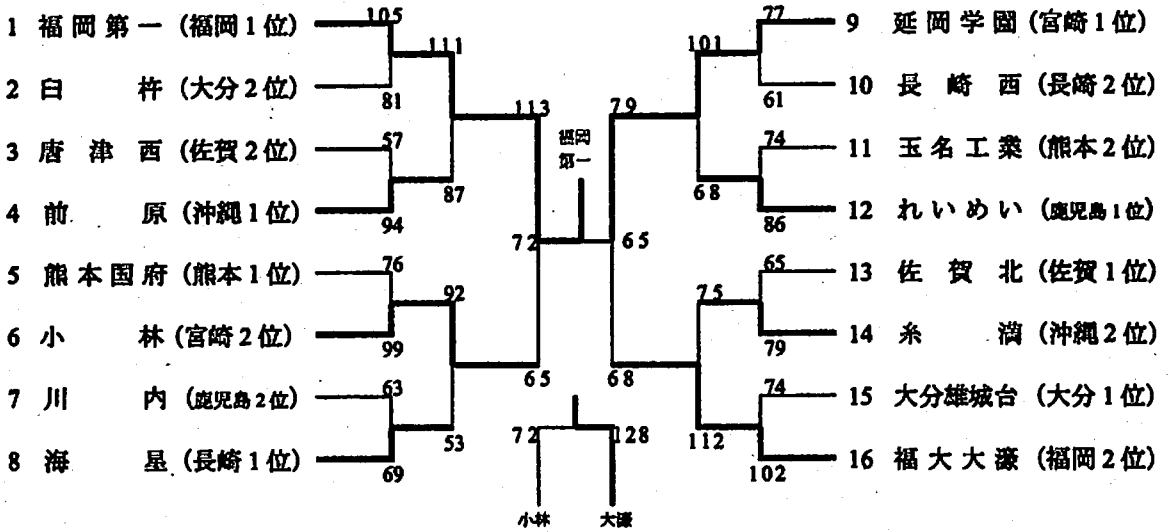 105
1 福岡第一 (福岡1位)
111
2 臼杵 (大分2位)
81
113
57
3 唐津西 (佐賀2位)
87
4 前原 (沖縄1位)
94
72
76
5 熊本国府 (熊本1位)
92
6 小林 (宮崎2位)
99
65
63
7 川内 (鹿児島2位)
53
8 海星 (長崎1位)
69
福岡
第一
72 128
小林 大濠
77
9 延岡学園 (宮崎1位)
101
10 長崎西 (長崎2位)
61
79
74
11 玉名工業 (熊本2位)
68
12 れいめい (鹿児島1位)
86
65
65
13 佐賀北 (佐賀1位)
75
14 糸満 (沖縄2位)
79
68
74
15 大分雄城台 (大分1位)
112
16 福大大濠 (福岡2位)
102